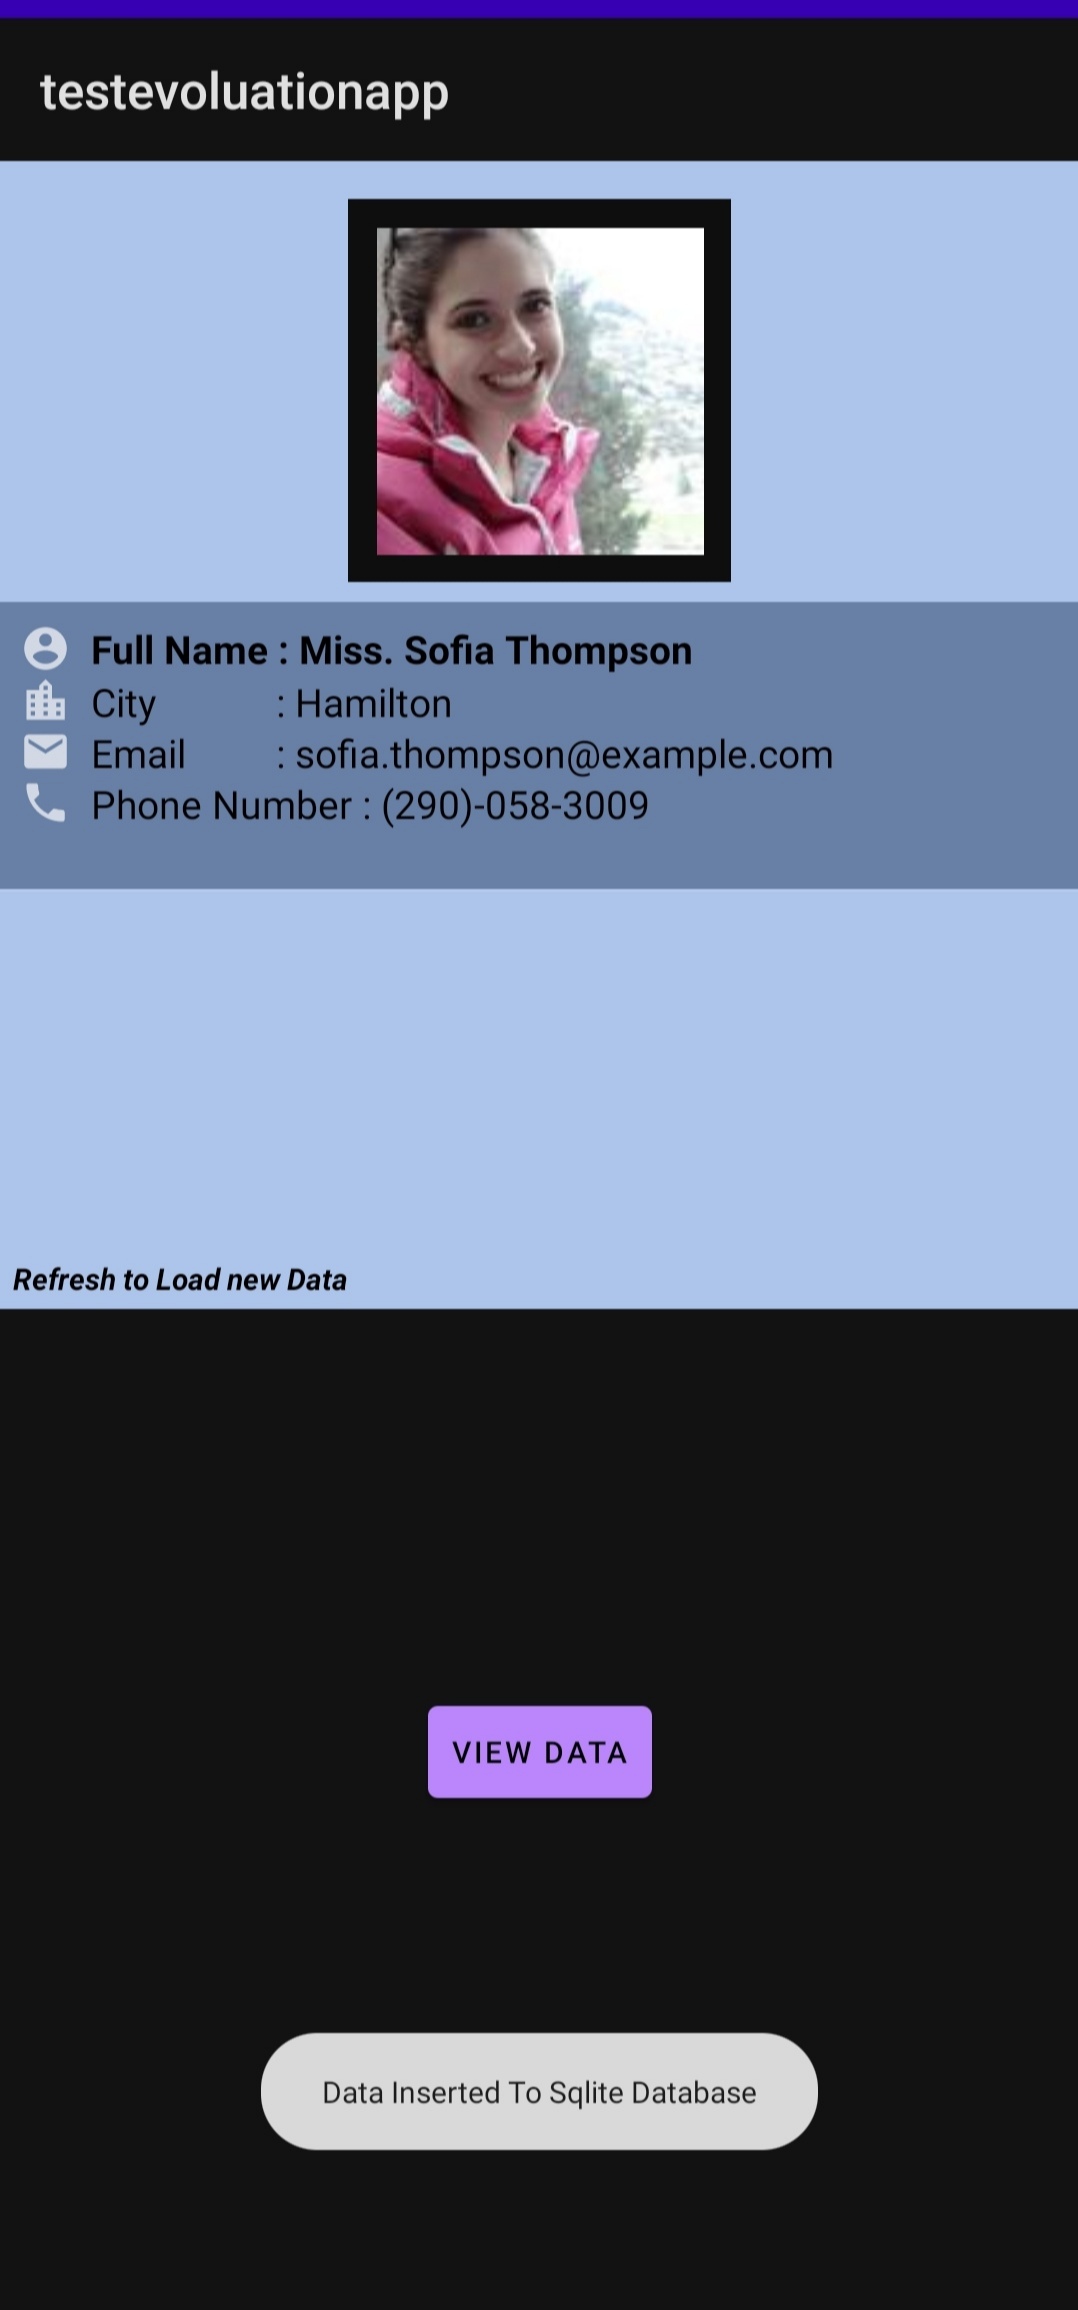 testevoluationapp
Full Name : Miss. Sofia Thompson
City : Hamilton
Email : sofia.thompson@example.com
Phone Number : (290)-058-3009
Refresh to Load new Data
VIEW DATA
Data Inserted To Sqlite Database